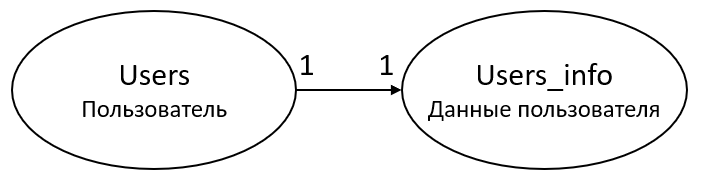 Users
Пользователь
1
1
Users_info
Данные пользователя